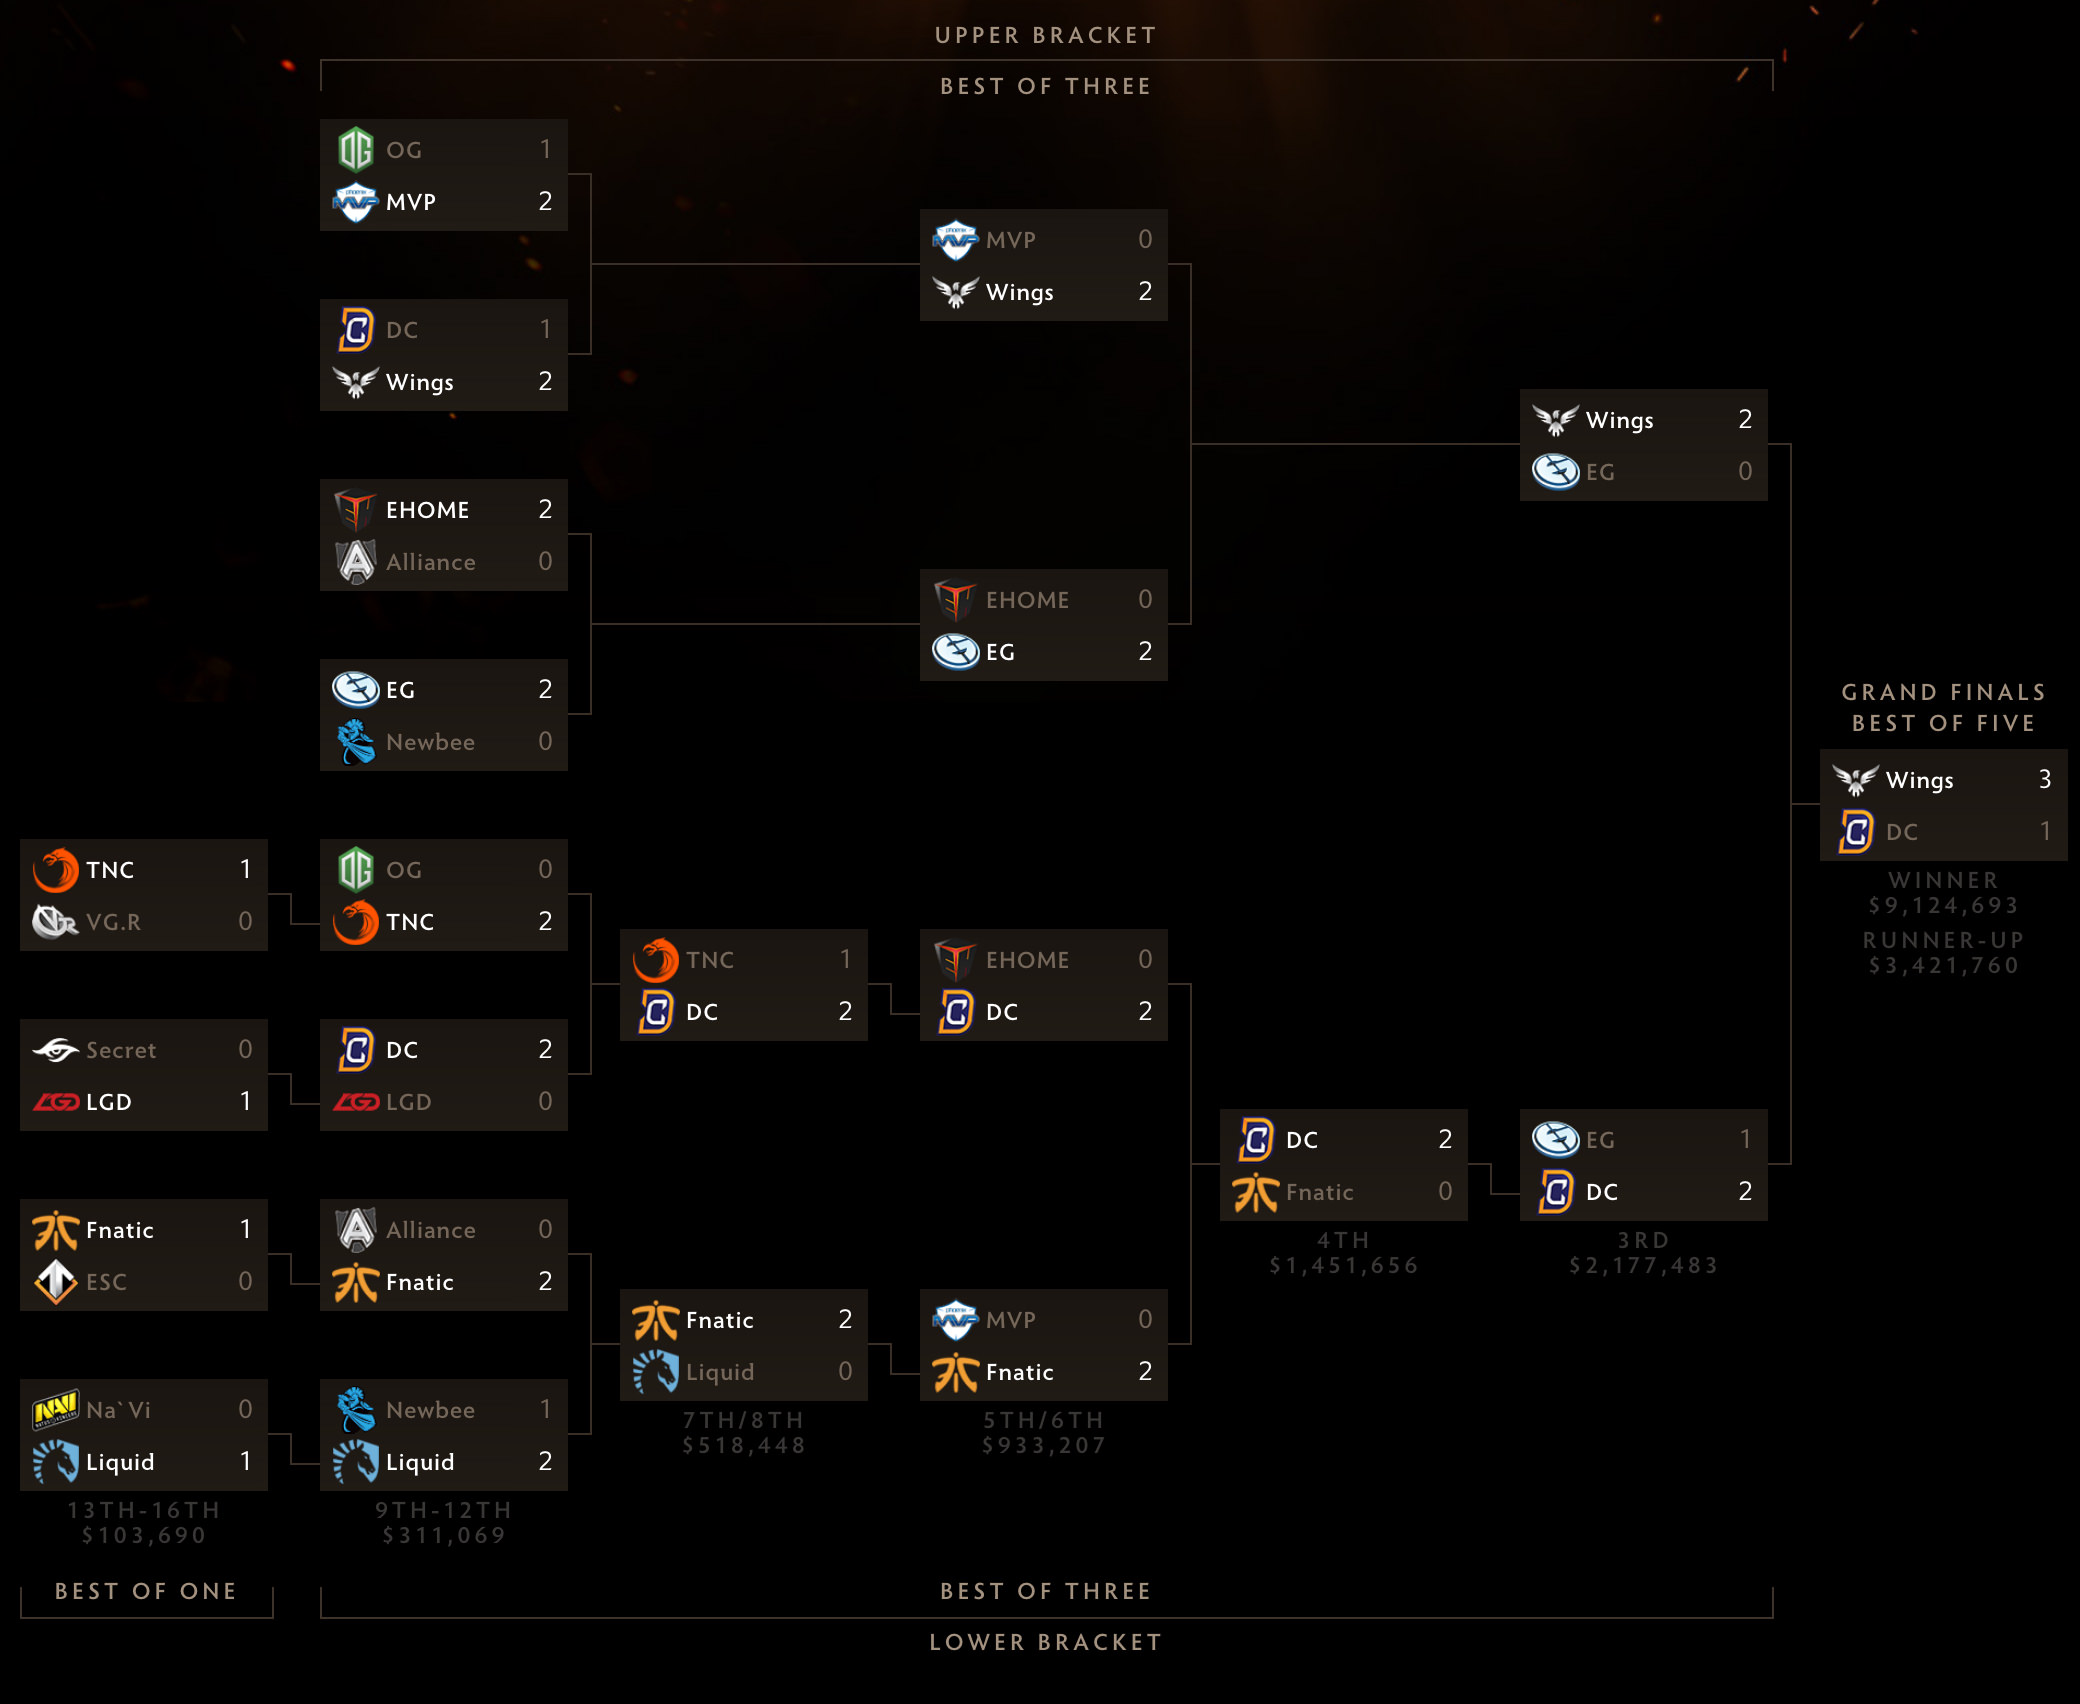 UPPER BRACKET
BEST OF THREE
OG 1
MVP 2
DC 1
Wings 2
EHOME 2
Alliance 0
EG 2
Newbee 0
MVP 0
Wings 2
EHOME 0
EG 2
Wings 2
EG 0
GRAND FINALS
BEST OF FIVE
Wings 3
DC 1
WINNER
$9,124,693
RUNNER-UP
$3,421,760
TNC 1
VG.R 0
Secret 0
LGD 1
Fnatic 1
ESC 0
Na`Vi 0
Liquid 1
13TH-16TH
$103,690
OG 0
TNC 2
DC 2
LGD 0
Alliance 0
Fnatic 2
Newbee 1
Liquid 2
9TH-12TH
$311,069
TNC 1
DC 2
Fnatic 2
Liquid 0
7TH/8TH
$518,448
EHOME 0
DC 2
MVP 0
Fnatic 2
5TH/6TH
$933,207
DC 2
Fnatic 0
4TH
$1,451,656
EG 1
DC 2
3RD
$2,177,483
BEST OF ONE
BEST OF THREE
LOWER BRACKET